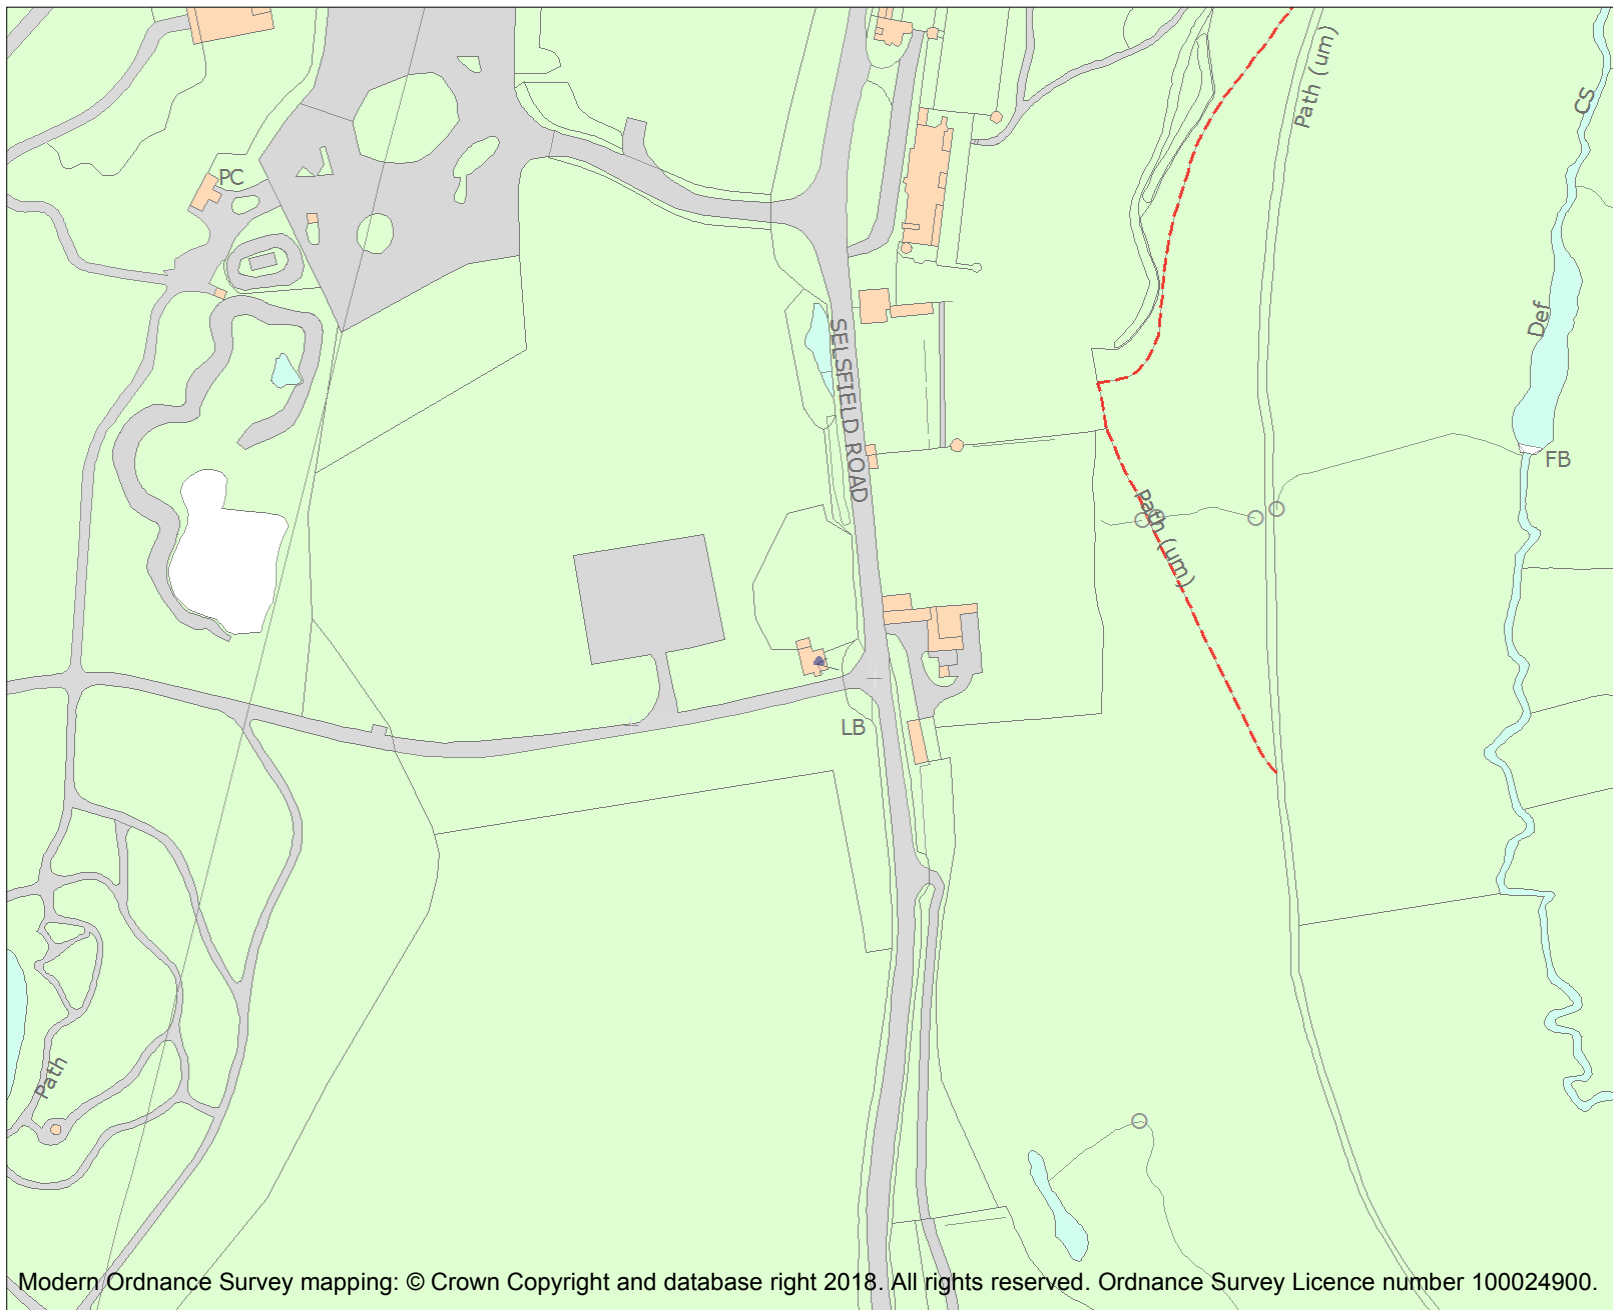 Path (um)
CS
PC
Def
SELSFIELD ROAD
FB
Path (um)
LB
Path
Modern Ordnance Survey mapping: © Crown Copyright and database right 2018. All rights reserved. Ordnance Survey Licence number 100024900.